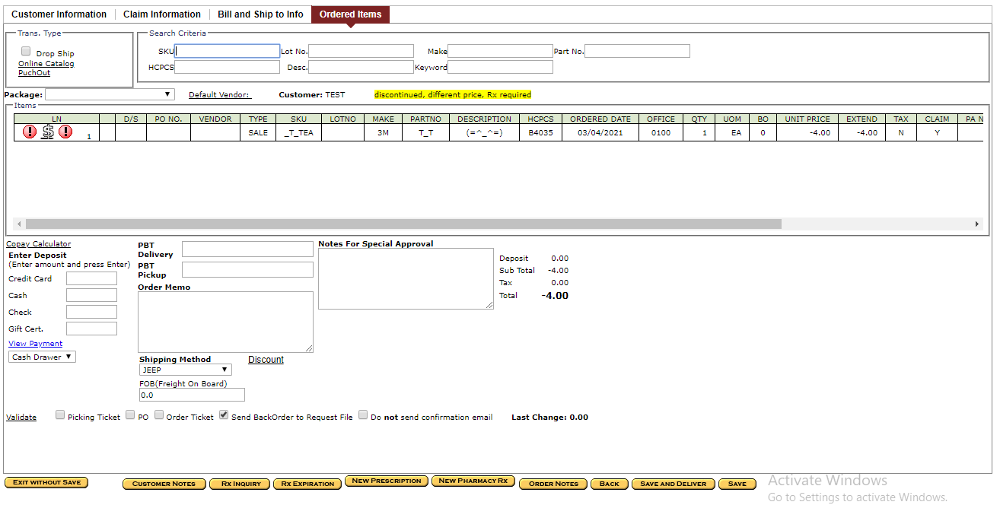 Customer Information Claim Information Bill and Ship to Info Ordered Items
Trans. Type
Drop Ship
Online Catalog
PuchOut
Search Criteria
SKU Lot No. Make Part No.
HCPCS Desc. Keyword
Package: Default Vendor: Customer: TEST discontinued, different price, Rx required
Items
LN D/S PO NO. VENDOR TYPE SKU LOTNO MAKE PARTNO DESCRIPTION HCPCS ORDERED DATE OFFICE QTY UOM BO UNIT PRICE EXTEND TAX CLAIM PA N
! $ ! 1 SALE _T_TEA 3M T_T (=^_^=) B4035 03/04/2021 0100 1 EA 0 -4.00 -4.00 N Y
Copay Calculator
Enter Deposit
(Enter amount and press Enter)
Credit Card
Cash
Check
Gift Cert.
View Payment
Cash Drawer
PBT
Delivery
PBT
Pickup
Order Memo
Shipping Method Discount
JEEP
FOB(Freight On Board)
0.0
Notes For Special Approval
Deposit 0.00
Sub Total -4.00
Tax 0.00
Total -4.00
Validate Picking Ticket PO Order Ticket Send BackOrder to Request File Do not send confirmation email Last Change: 0.00
EXIT WITHOUT SAVE CUSTOMER NOTES RX INQUIRY RX EXPIRATION NEW PRESCRIPTION NEW PHARMACY RX ORDER NOTES BACK SAVE AND DELIVER SAVE
Activate Windows
Go to Settings to activate Windows.